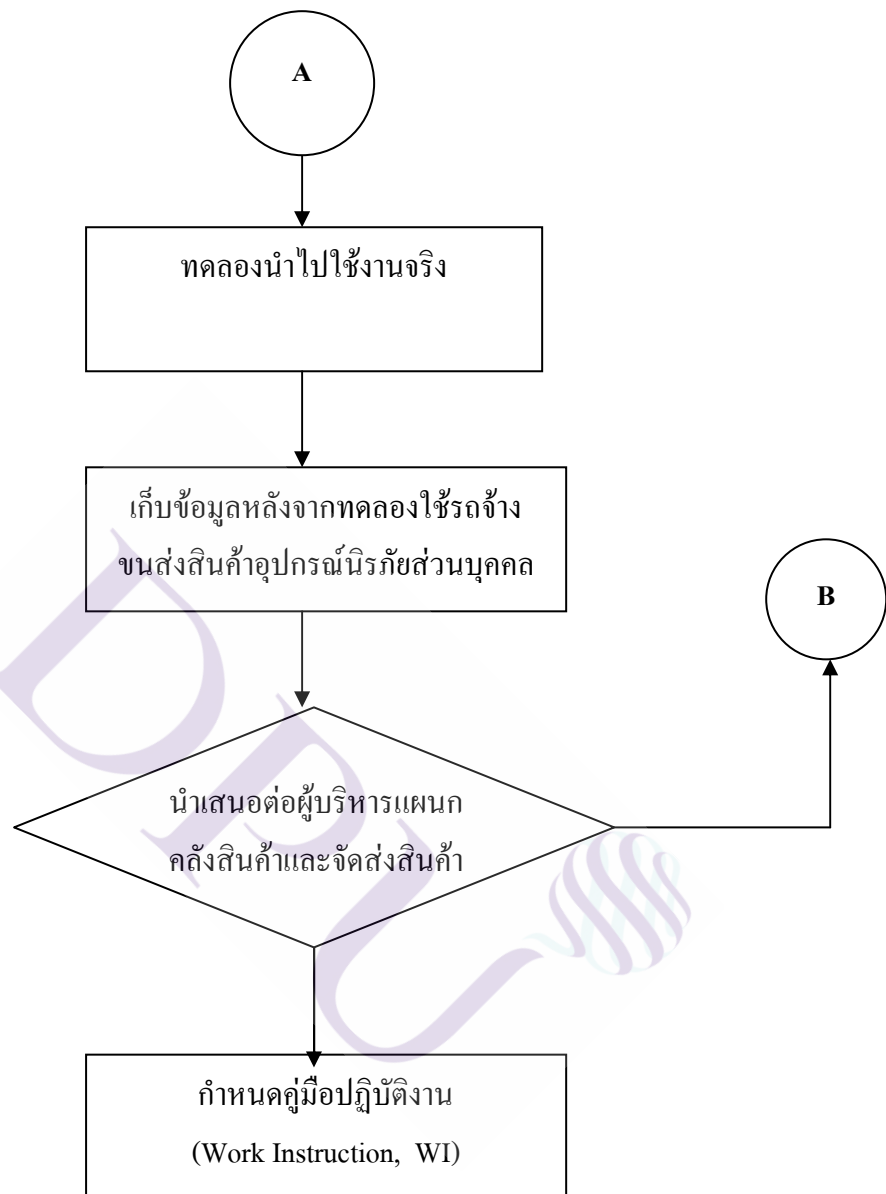 A
ทดลองนำไปใช้งานจริง
เก็บข้อมูลหลังจากทดลองใช้รถจ้าง
ขนส่งสินค้าอุปกรณ์นิรภัยส่วนบุคคล
B
นำเสนอต่อผู้บริหารแผนก
คลังสินค้าและจัดส่งสินค้า
กำหนดคู่มือปฏิบัติงาน
(Work Instruction, WI)
DPU